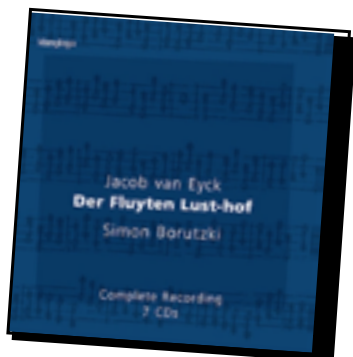 Jacob van Eyck
Der Fluyten Lust-hof
Simon Borutzki
Complete Recording
7 CDs